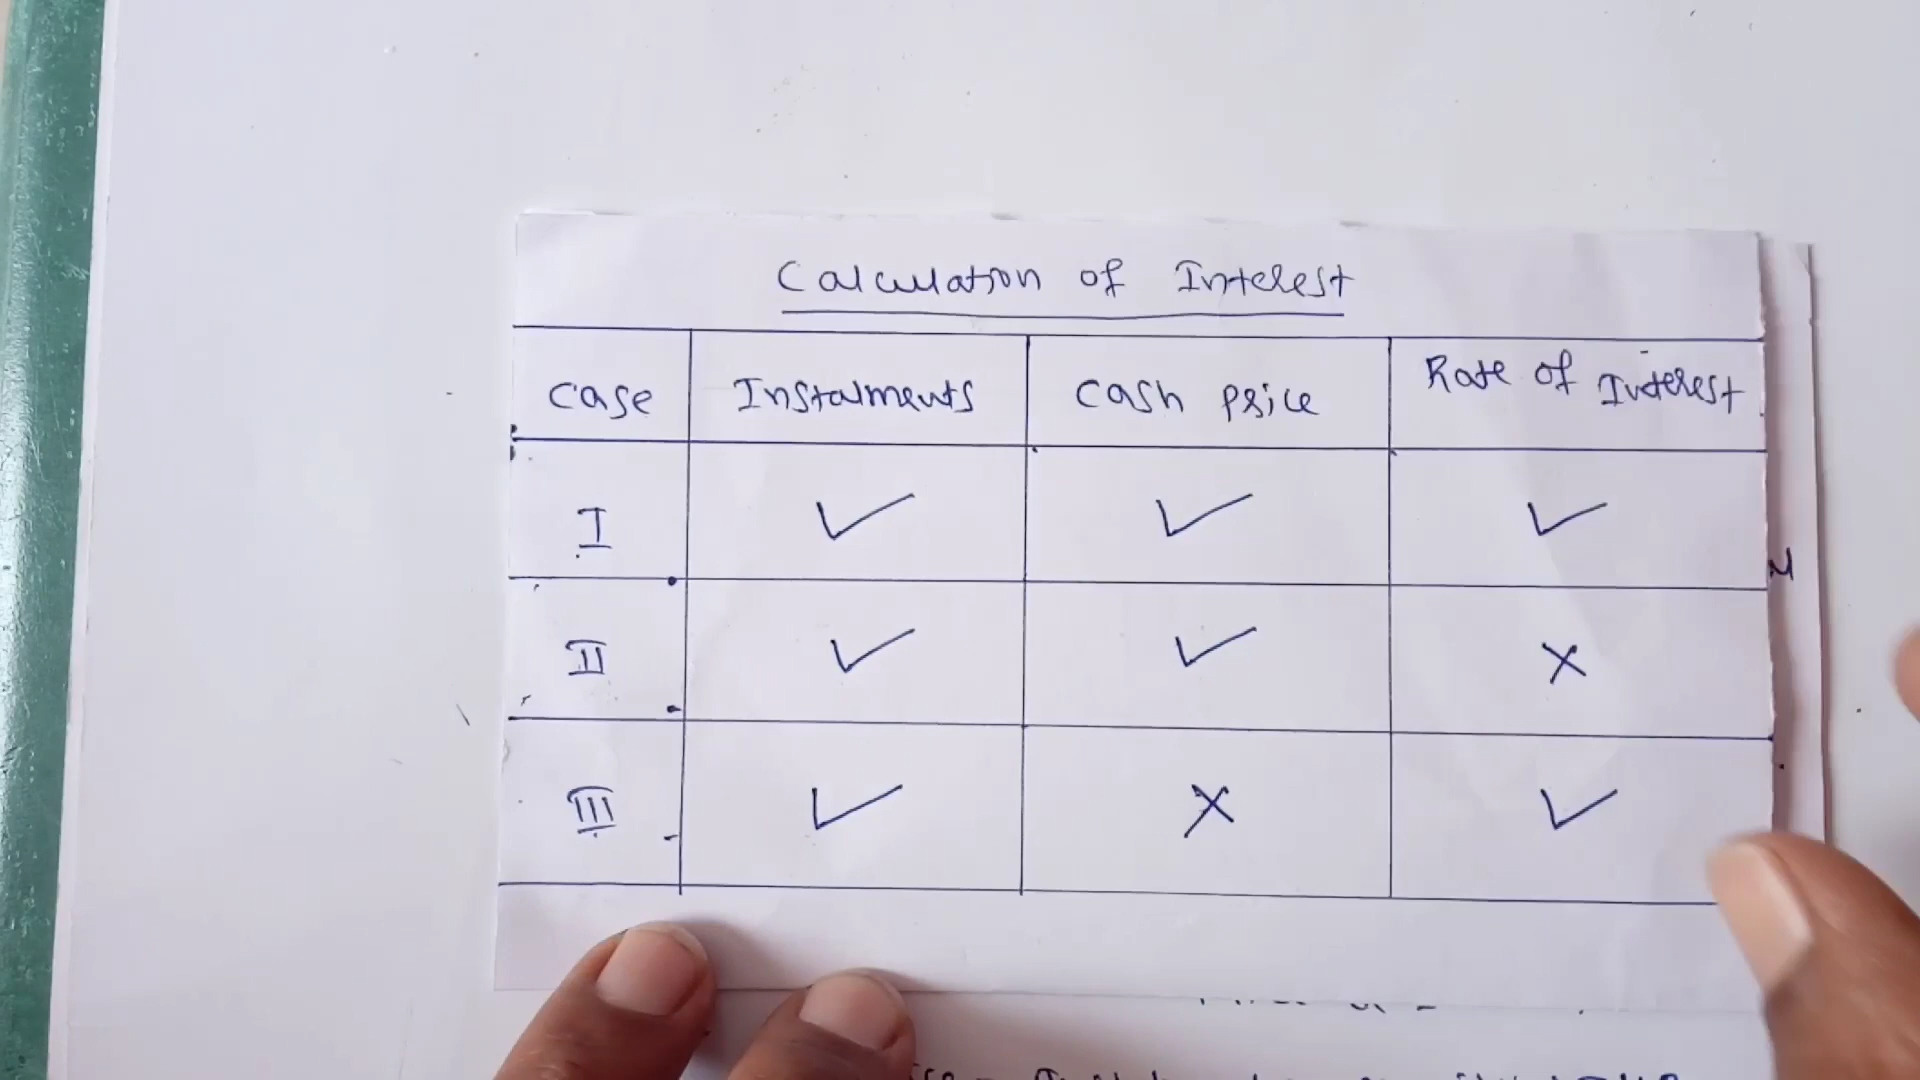 Calculation of Interest
Case Instalments Cash price Rate of Interest
I ✓ ✓ ✓
II ✓ ✓ ✗
III ✓ ✗ ✓